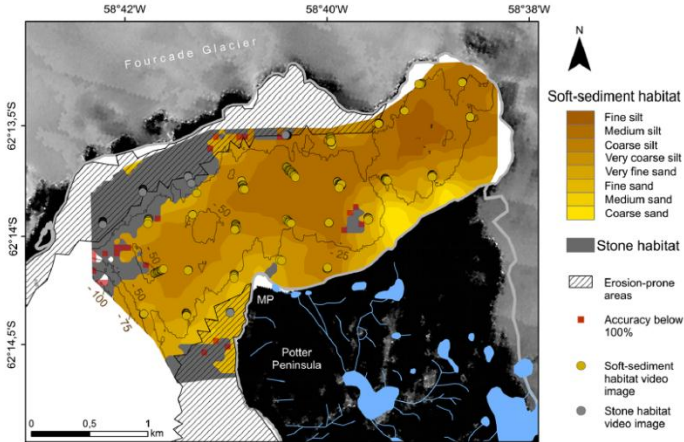 58°42'W
58°40'W
58°38'W
Fourcade Glacier
N
62°13,5'S
62°14'S
62°14,5'S
Soft-sediment habitat
Fine silt
Medium silt
Coarse silt
Very coarse silt
Very fine sand
Fine sand
Medium sand
Coarse sand
Stone habitat
Erosion-prone
areas
Accuracy below
100%
Soft-sediment
habitat video
image
Stone habitat
video image
-50
-50
-25
-50
-100
-75
MP
Potter
Peninsula
0 0,5 1
km